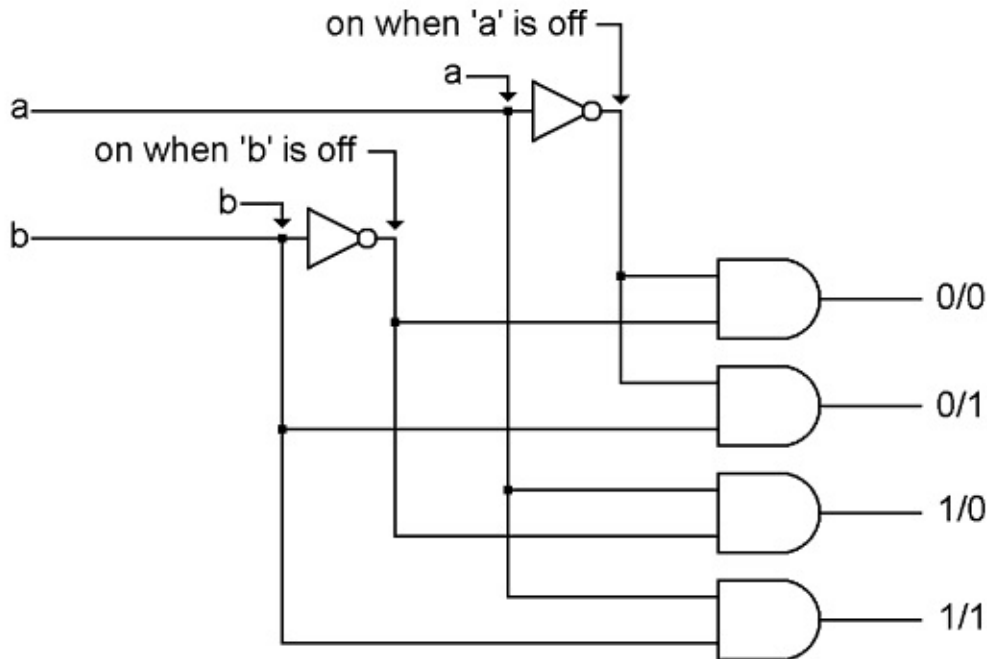 on when 'a' is off
a
a
on when 'b' is off
b
b
0/0
0/1
1/0
1/1